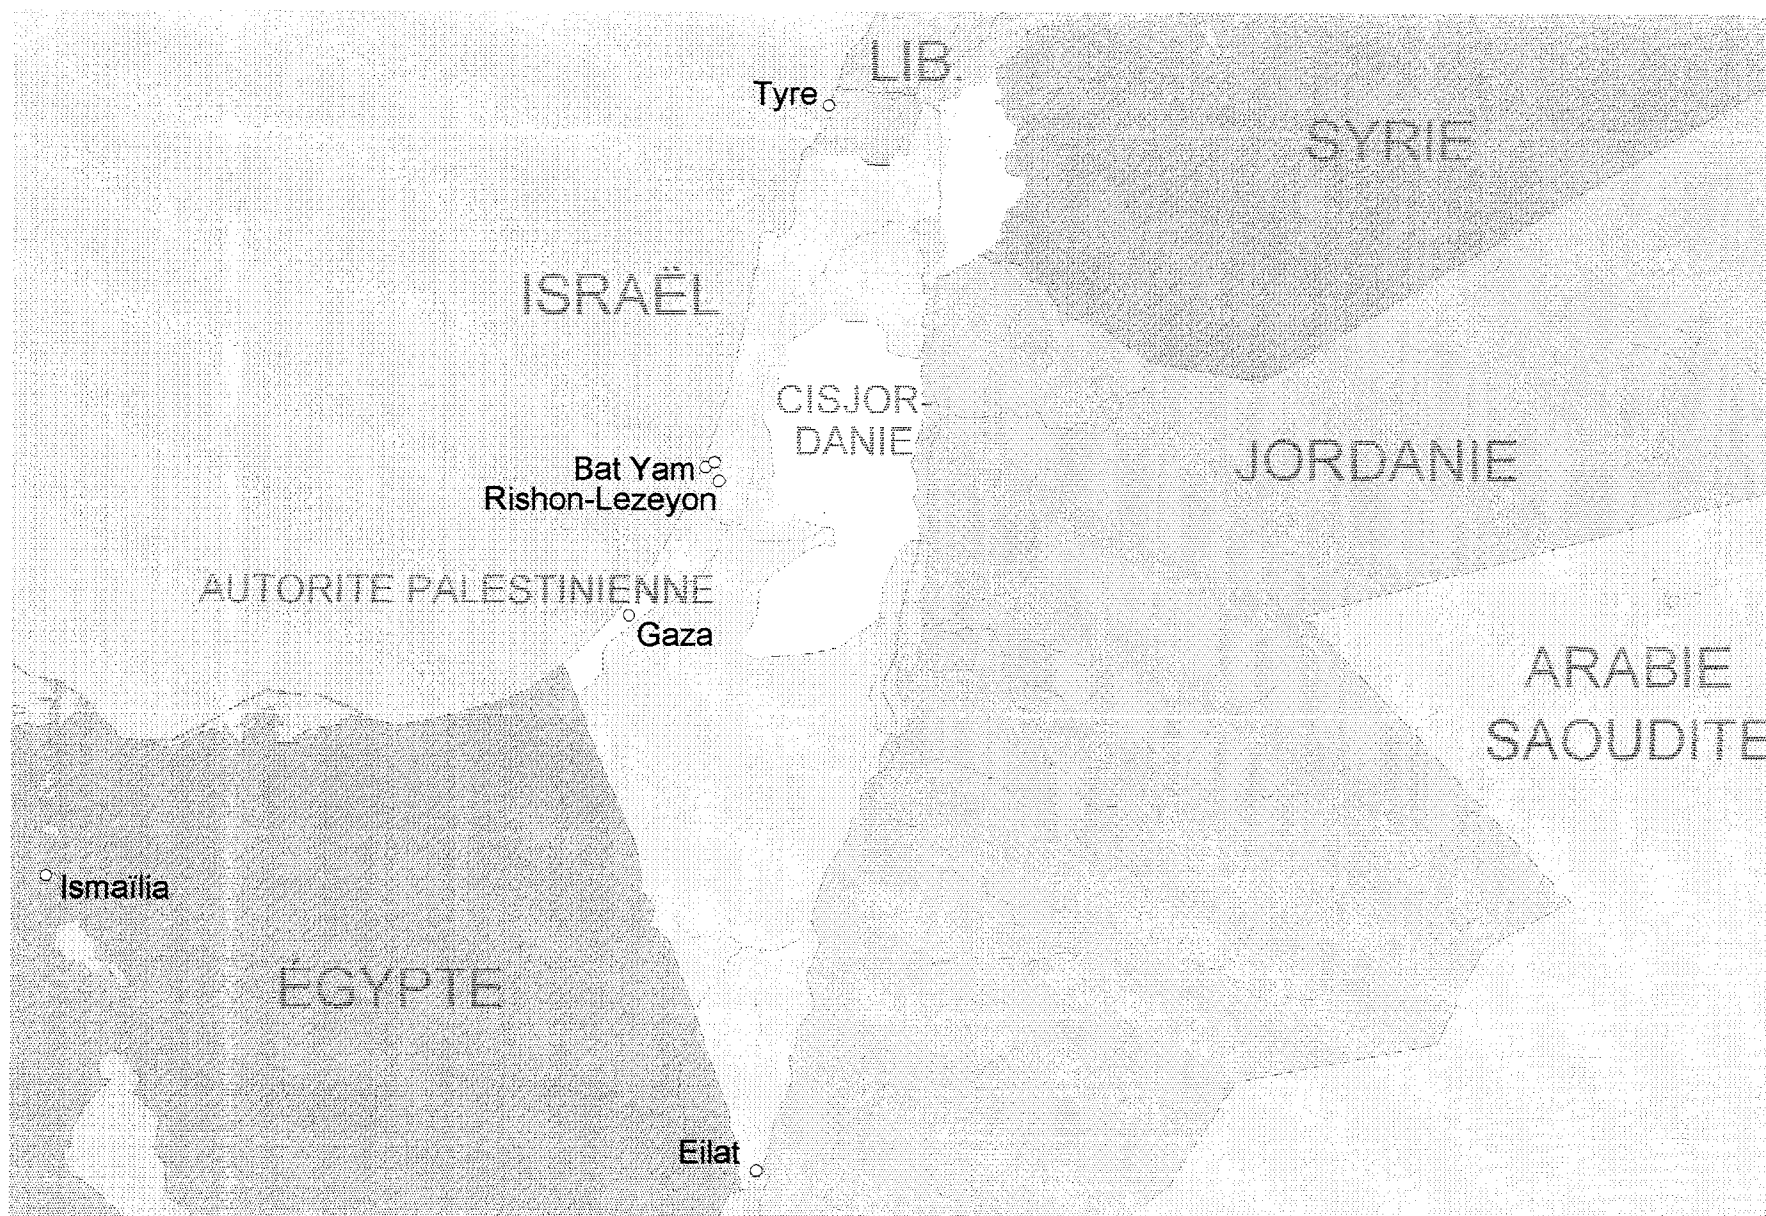 LIB.
Tyre
SYRIE
ISRAËL
CISJOR-
DANIE
JORDANIE
Bat Yam
Rishon-Lezeyon
AUTORITE PALESTINIENNE
Gaza
ARABIE
SAOUDITE
Ismaïlia
ÉGYPTE
Eilat